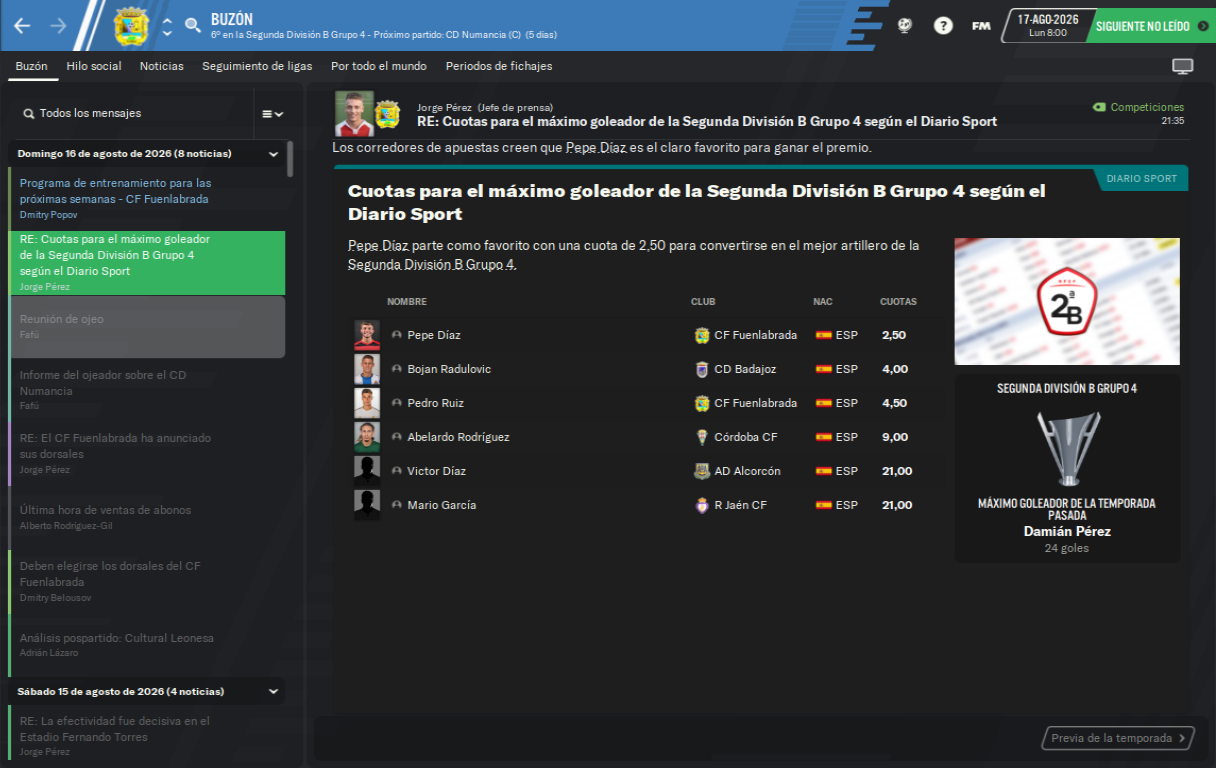 BUZÓN
6º en la Segunda División B Grupo 4 - Próximo partido: CD Numancia (C) (5 días)
FM
17-AGO-2026
Lun 8:00
SIGUIENTE NO LEÍDO
Buzón
Hilo social
Noticias
Seguimiento de ligas
Por todo el mundo
Periodos de fichajes
Todos los mensajes
Domingo 16 de agosto de 2026 (8 noticias)
Programa de entrenamiento para las
próximas semanas - CF Fuenlabrada
Dmitry Popov
RE: Cuotas para el máximo goleador
de la Segunda División B Grupo 4
según el Diario Sport
Jorge Pérez
Reunión de ojeo
Fafú
Informe del ojeador sobre el CD
Numancia
Fafú
RE: El CF Fuenlabrada ha anunciado
sus dorsales
Jorge Pérez
Última hora de ventas de abonos
Alberto Rodriguez-Gil
Deben elegirse los dorsales del CF
Fuenlabrada
Dmitry Belousov
Análisis pospartido: Cultural Leonesa
Adrián Lázaro
Sábado 15 de agosto de 2026 (4 noticias)
RE: La efectividad fue decisiva en el
Estadio Fernando Torres
Jorge Pérez
Jorge Pérez (Jefe de prensa)
RE: Cuotas para el máximo goleador de la Segunda División B Grupo 4 según el Diario Sport
Competiciones
21:35
Los corredores de apuestas creen que Pepe Díaz es el claro favorito para ganar el premio.
DIARIO SPORT
Cuotas para el máximo goleador de la Segunda División B Grupo 4 según el
Diario Sport
Pepe Díaz parte como favorito con una cuota de 2,50 para convertirse en el mejor artillero de la
Segunda División B Grupo 4.
NOMBRE CLUB NAC CUOTAS
Pepe Díaz CF Fuenlabrada ESP 2,50
Bojan Radulovic CD Badajoz ESP 4,00
Pedro Ruiz CF Fuenlabrada ESP 4,50
Abelardo Rodríguez Córdoba CF ESP 9,00
Victor Díaz AD Alcorcón ESP 21,00
Mario García R Jaén CF ESP 21,00
RFEF
2ªB
SEGUNDA DIVISIÓN B GRUPO 4
MÁXIMO GOLEADOR DE LA TEMPORADA
PASADA
Damián Pérez
24 goles
Previa de la temporada